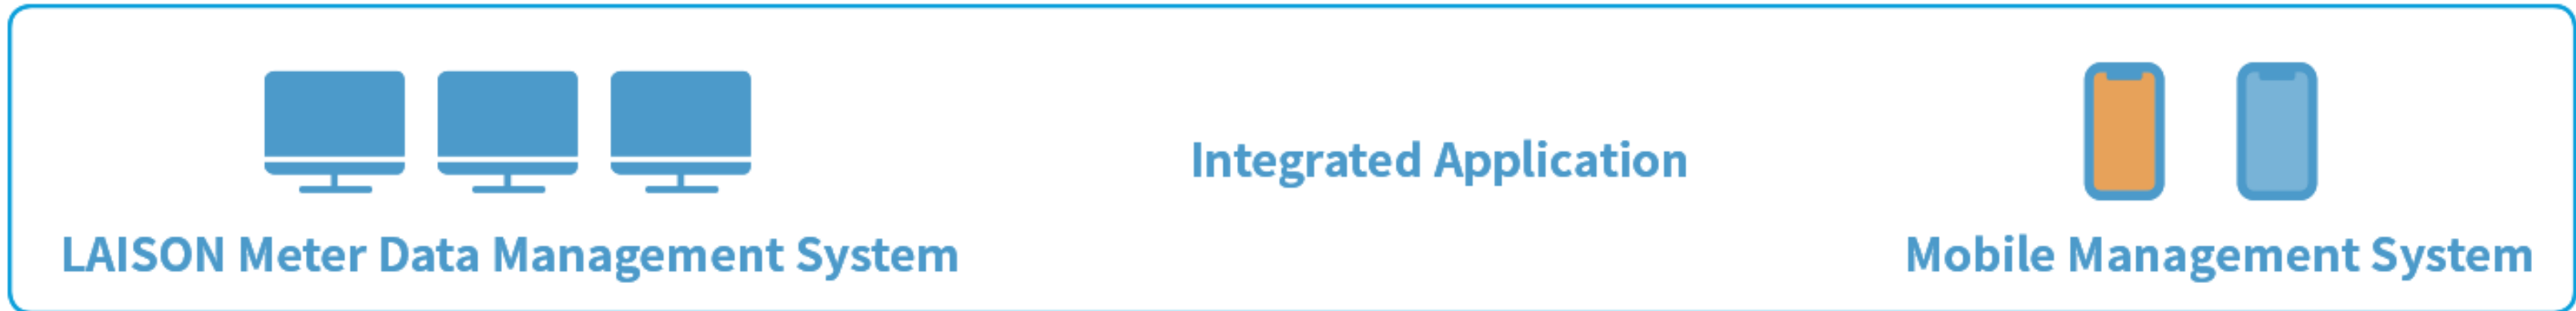 Integrated Application
LAISON Meter Data Management System
Mobile Management System